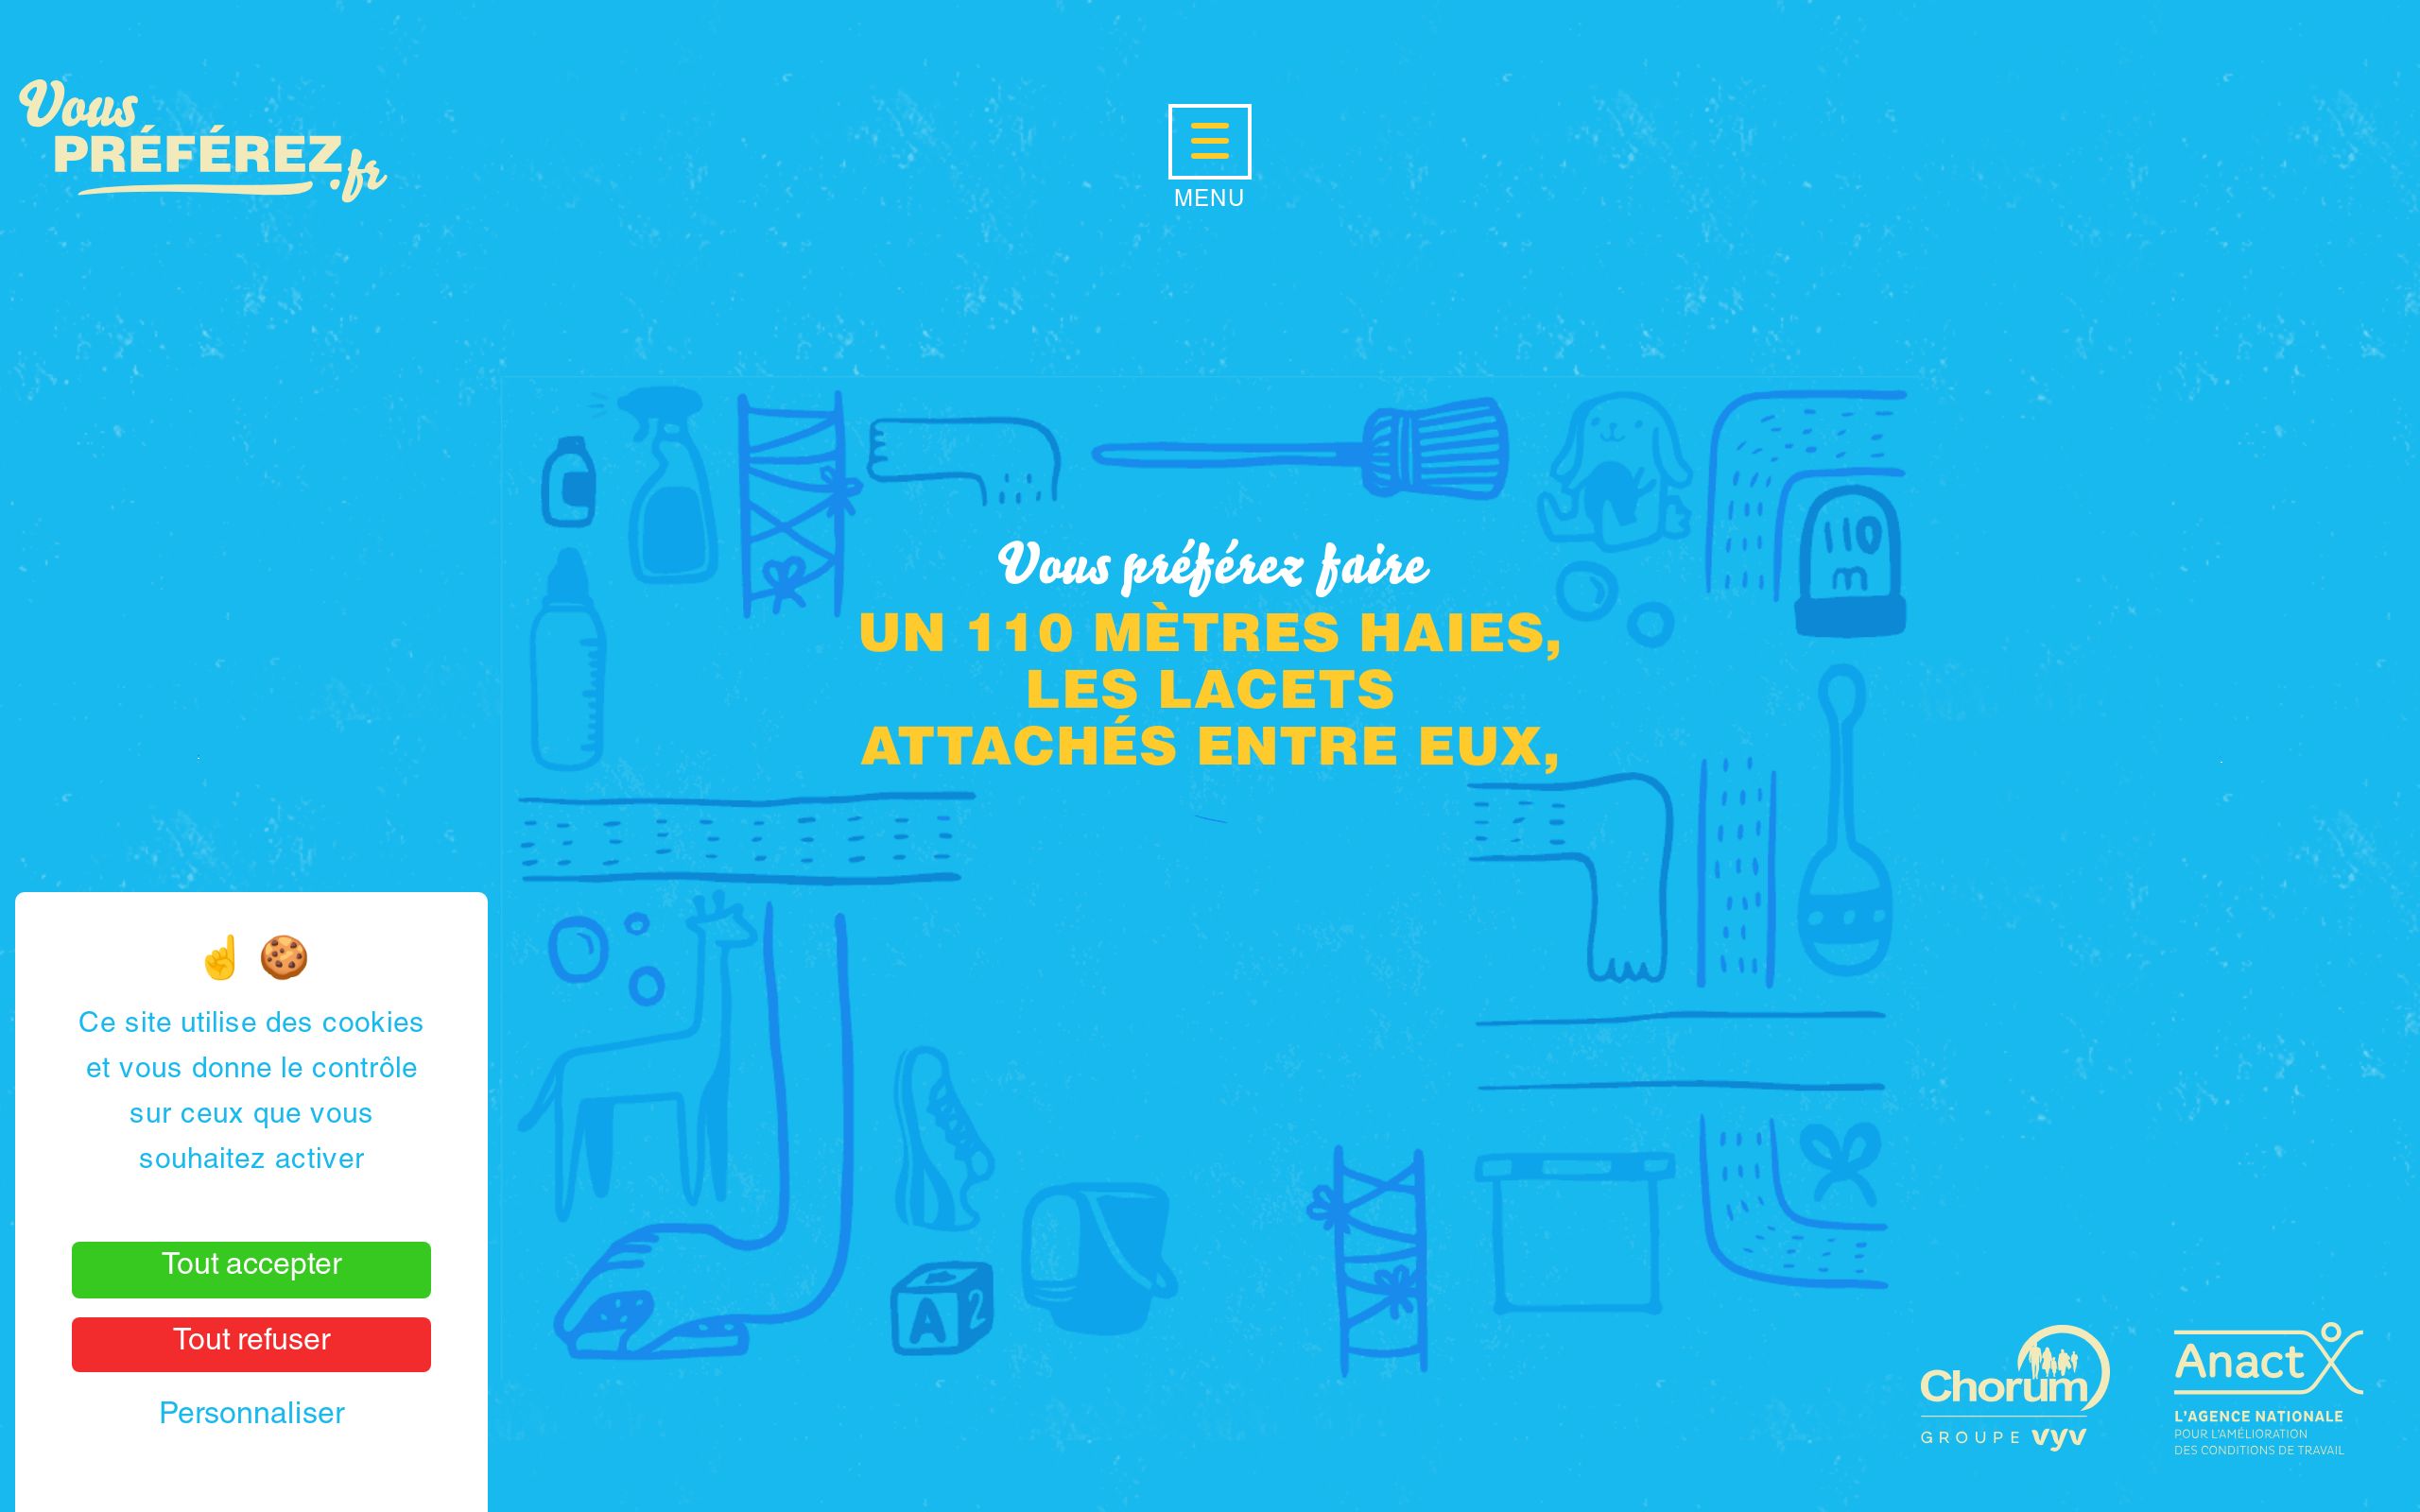 Vous
PRÉFÉREZ.fr
MENU
110
m
Vous préférez faire
UN 110 MÈTRES HAIES,
LES LACETS
ATTACHÉS ENTRE EUX,
Ce site utilise des cookies
et vous donne le contrôle
sur ceux que vous
souhaitez activer
Tout accepter
Tout refuser
Personnaliser
A 2
Chorum
GROUPE vyv
Anact
L'AGENCE NATIONALE
POUR L'AMÉLIORATION
DES CONDITIONS DE TRAVAIL